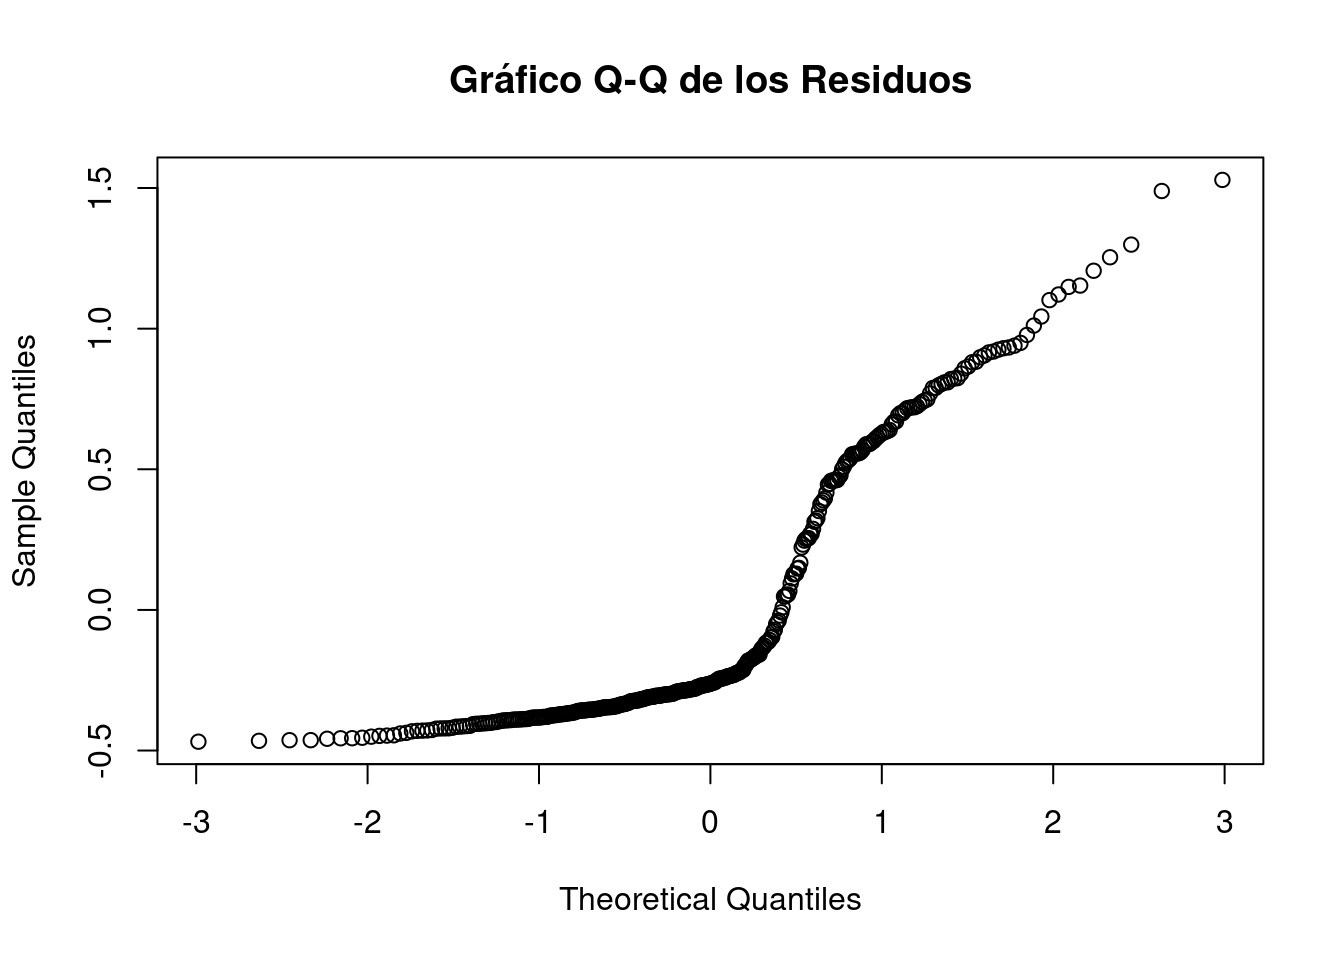 Gráfico Q-Q de los Residuos
1.5
1.0
0.5
0.0
-0.5
Sample Quantiles
-3 -2 -1 0 1 2 3
Theoretical Quantiles